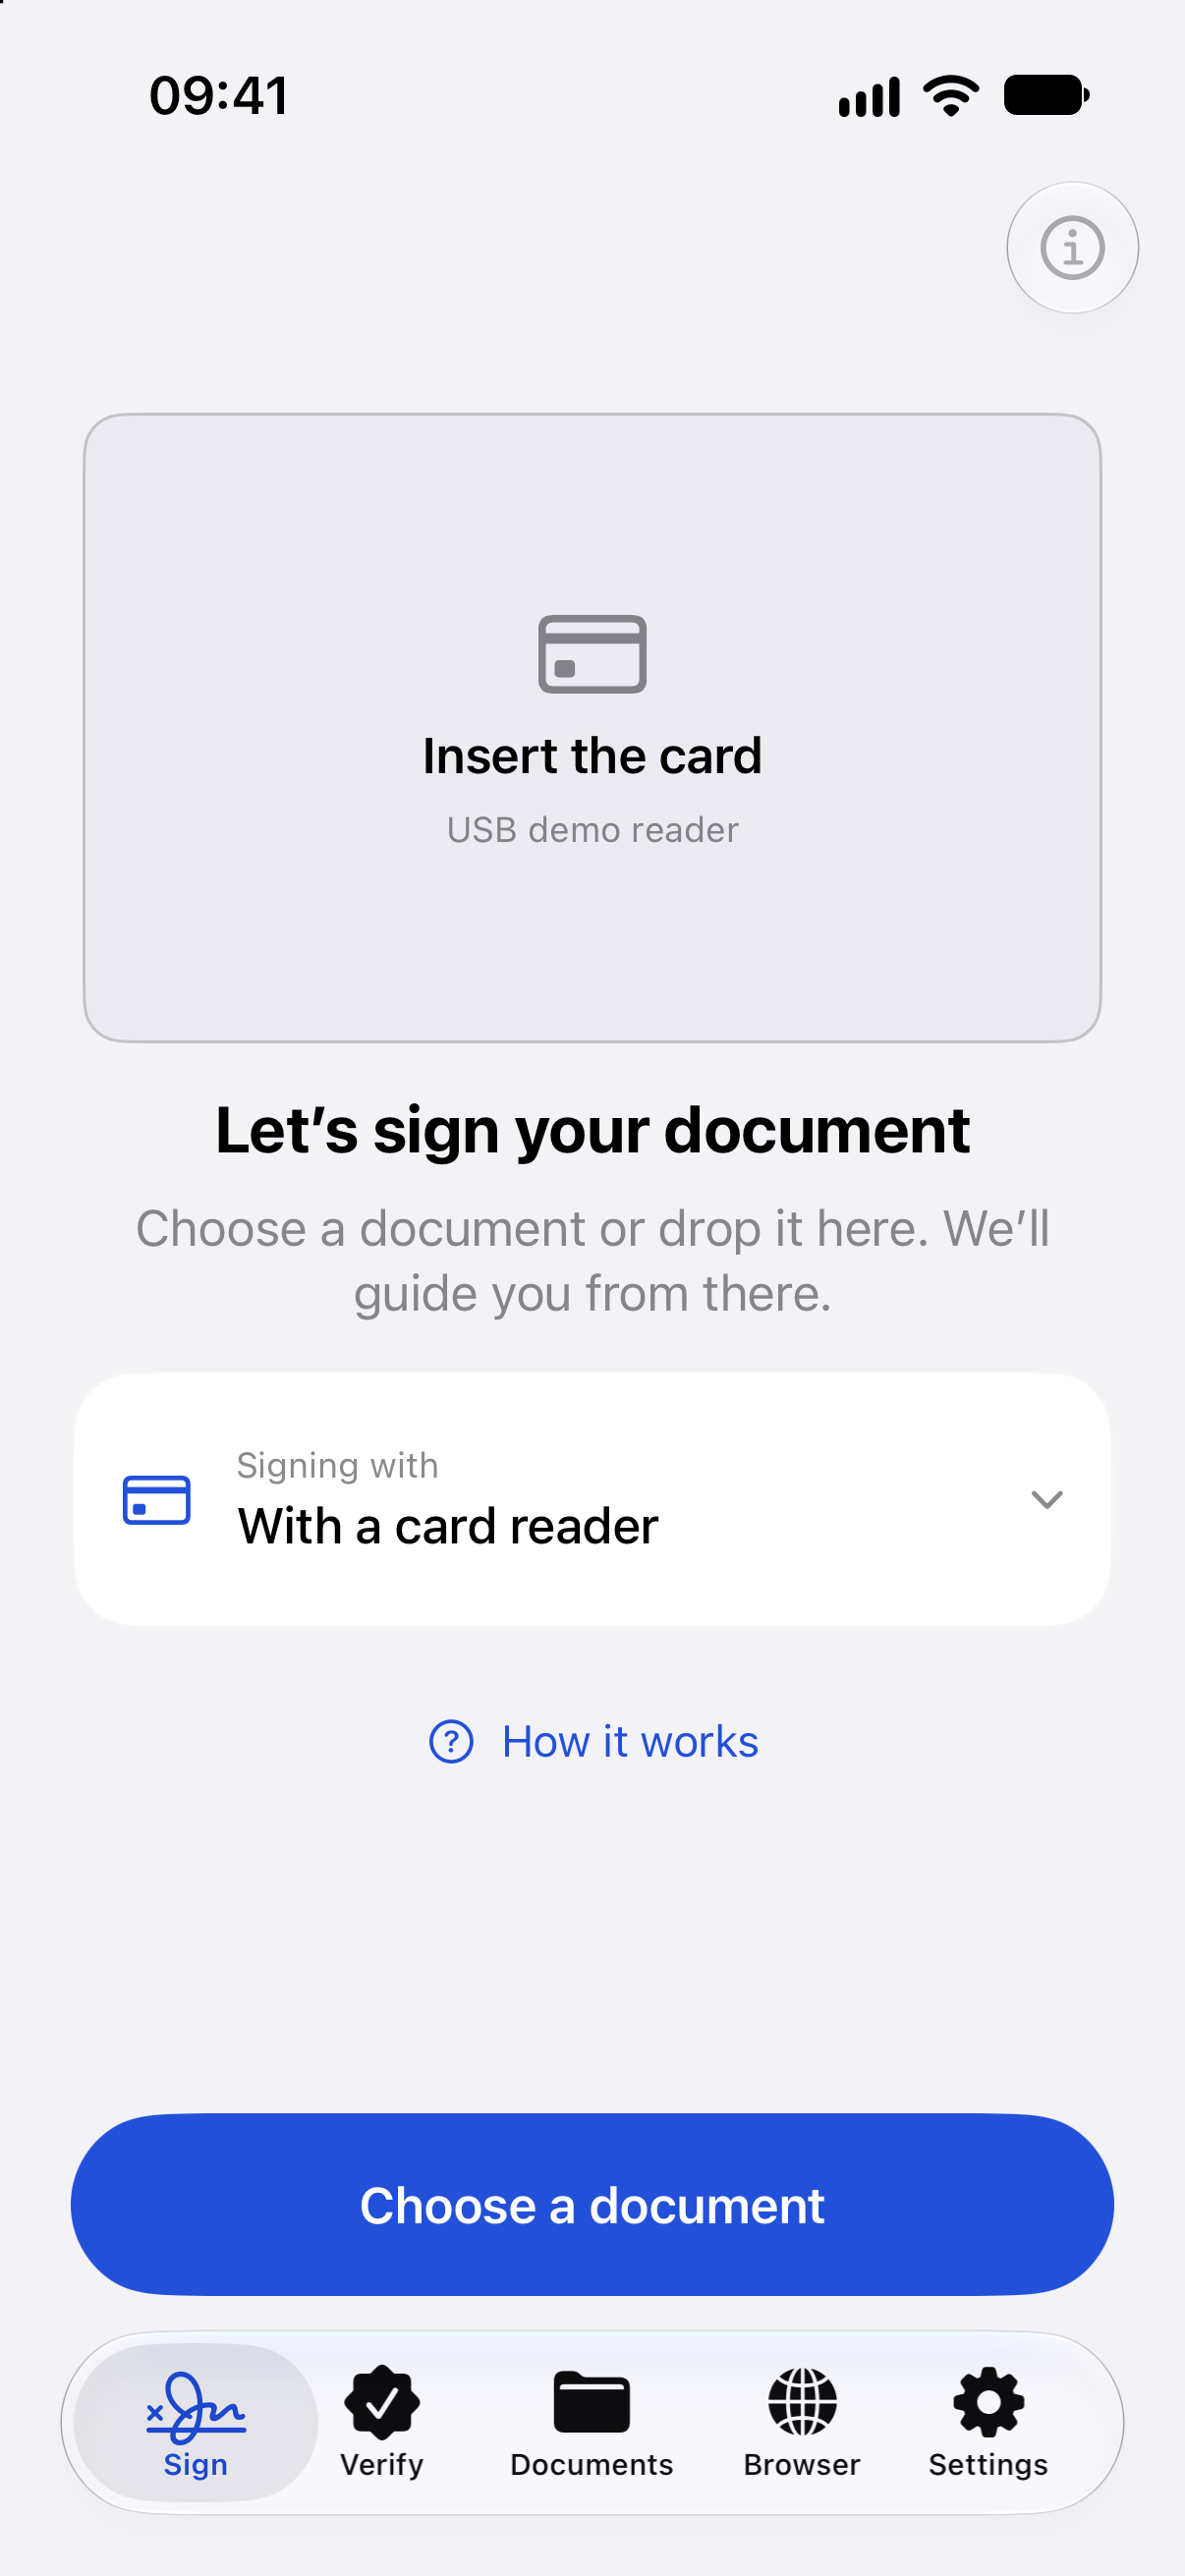 09:41
Insert the card
USB demo reader
Let’s sign your document
Choose a document or drop it here. We’ll
guide you from there.
Signing with
With a card reader
How it works
Choose a document
Sign
Verify
Documents
Browser
Settings